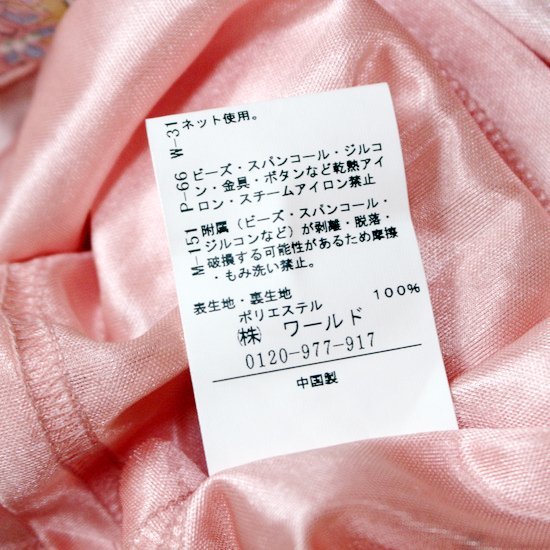 W-31 ネット使用。
P-66 ビーズ・スパンコール・ジルコ
ン・金具・ボタンなど乾熱アイ
ロン・スチームアイロン禁止
M-151 附属（ビーズ・スパンコール・
ジルコンなど）が剥離・脱落・
破損する可能性があるため摩擦
・もみ洗い禁止。
表生地・裏生地
ポリエステル 100%
㈱ ワールド
0120-977-917
中国製